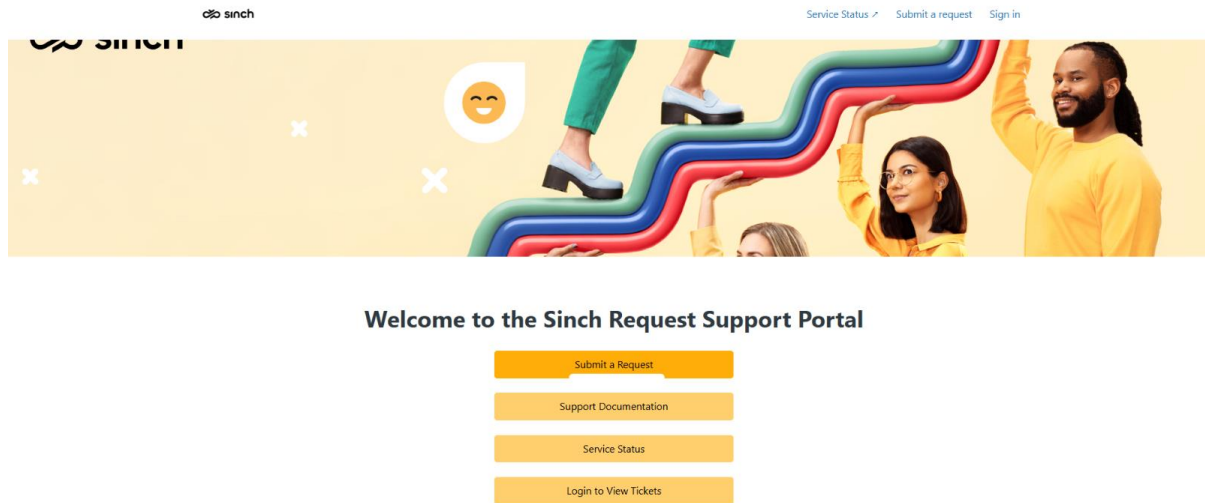 sinch
Service Status ↗ Submit a request Sign in
sinch
Welcome to the Sinch Request Support Portal
Submit a Request
Support Documentation
Service Status
Login to View Tickets